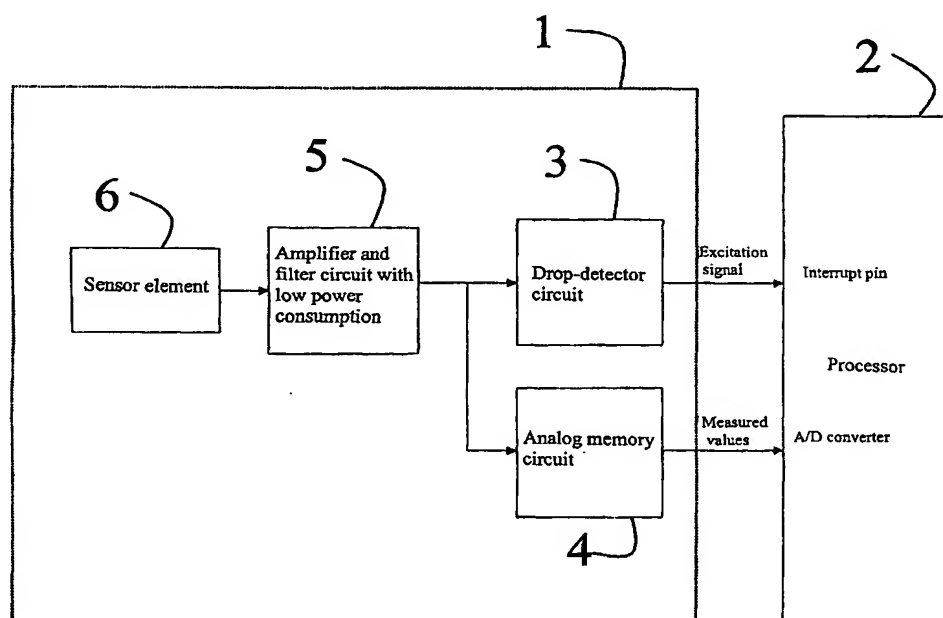 1
2
3
5
6
Sensor element
Amplifier and
filter circuit with
low power
consumption
Drop-detector
circuit
Excitation
signal
Interrupt pin
Processor
Analog memory
circuit
Measured
values
A/D converter
4